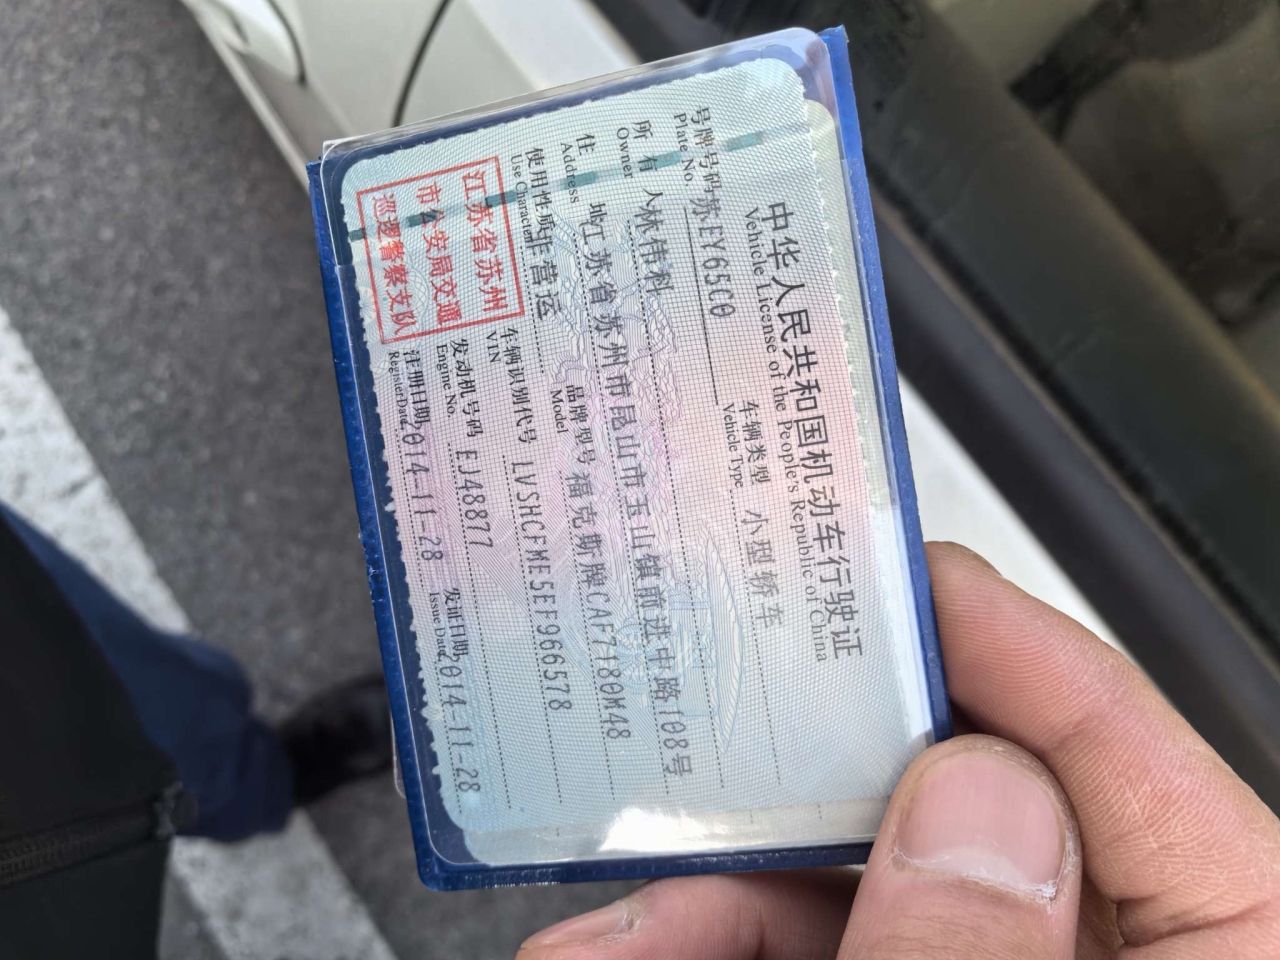 中华人民共和国机动车行驶证
Vehicle License of the People's Republic of China
号牌号码 苏EY65C0 车辆类型 小型轿车
Plate No. Vehicle Type
所有人 林伟科
Owner
住址 江苏省苏州市昆山市玉山镇前进中路108号
Address
使用性质 非营运 品牌型号 福克斯牌CAF7180M48
Use Character Model
江苏省苏州
市公安局交通
巡逻警察支队
车辆识别代号 LVSHCFME5EF966578
VIN
发动机号码 EJ48877
Engine No.
注册日期 2014-11-28 发证日期 2014-11-28
Register Date Issue Date